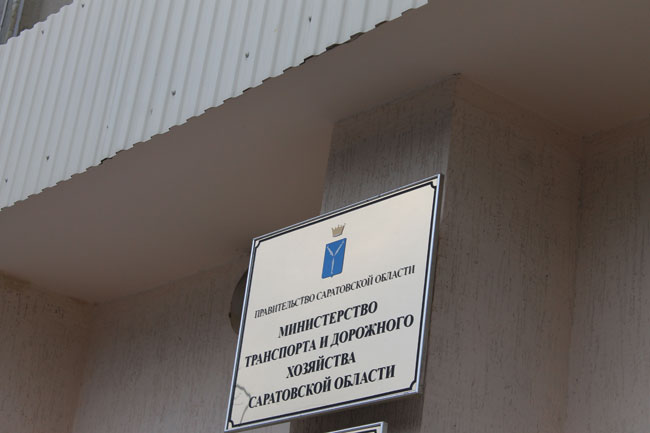 ПРАВИТЕЛЬСТВО САРАТОВСКОЙ ОБЛАСТИ
МИНИСТЕРСТВО
ТРАНСПОРТА И ДОРОЖНОГО
ХОЗЯЙСТВА
САРАТОВСКОЙ ОБЛАСТИ